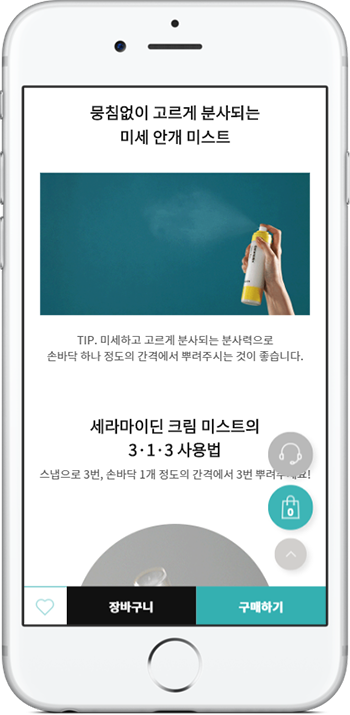 뭉침없이 고르게 분사되는
미세 안개 미스트
TIP. 미세하고 고르게 분사되는 분사력으로
손바닥 하나 정도의 간격에서 뿌려주시는 것이 좋습니다.
세라마이딘 크림 미스트의
3·1·3 사용법
스냅으로 3번, 손바닥 1개 정도의 간격에서 3번 뿌려주세요!
0
장바구니
구매하기